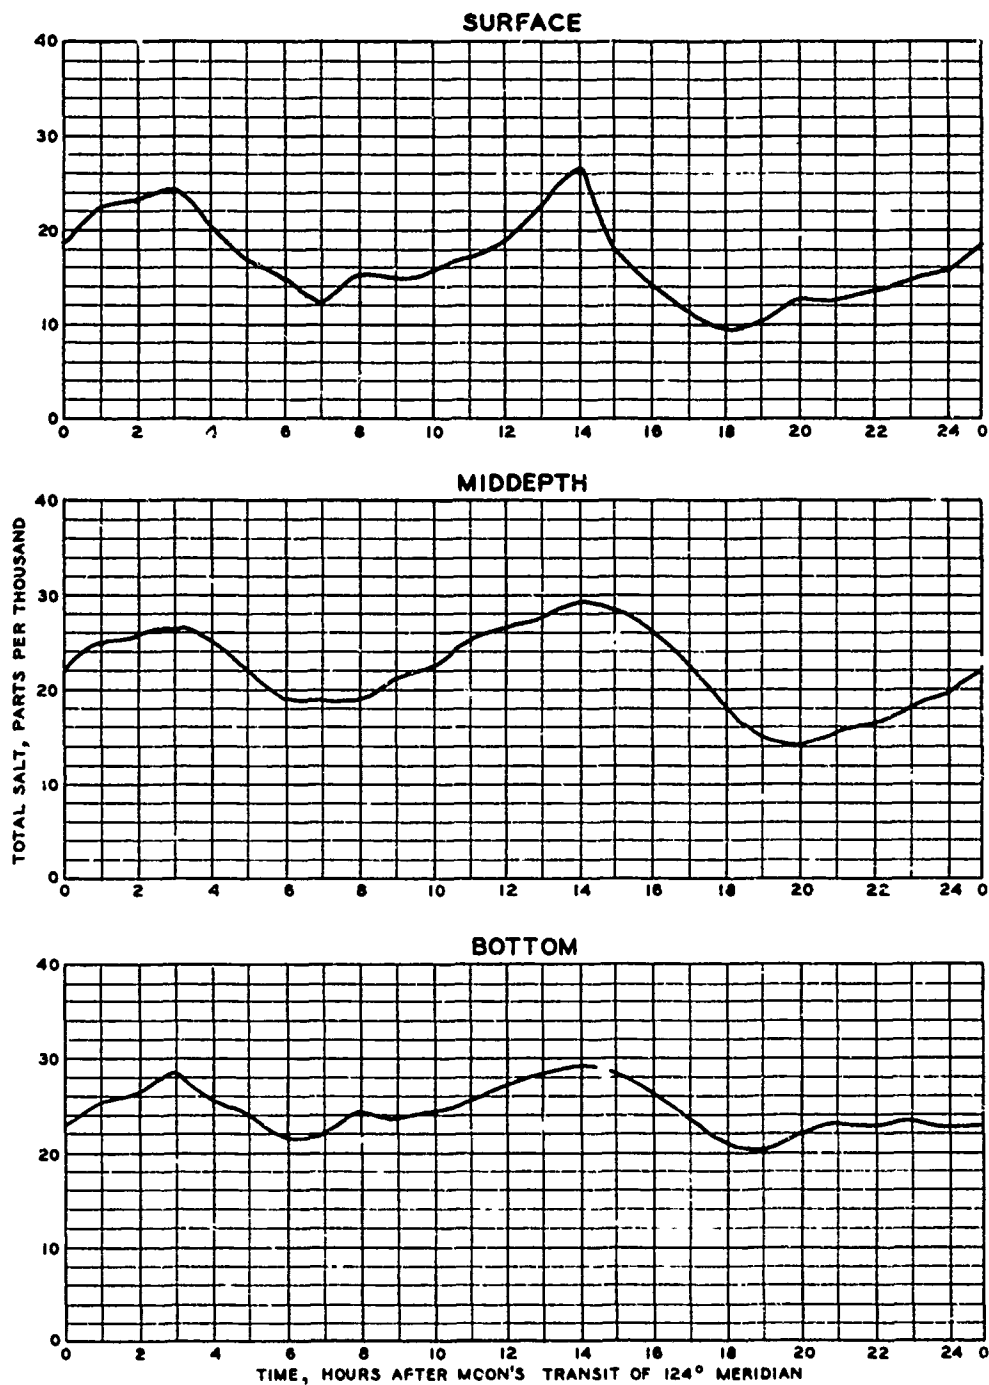 SURFACE
40
30
20
10
0
0 2 4 6 8 10 12 14 16 18 20 22 24 0
MIDDEPTH
TOTAL SALT, PARTS PER THOUSAND
40
30
20
10
0
0 2 4 6 8 10 12 14 16 18 20 22 24 0
BOTTOM
40
30
20
10
0
0 2 4 6 8 10 12 14 16 18 20 22 24 0
TIME, HOURS AFTER MCON'S TRANSIT OF 124° MERIDIAN